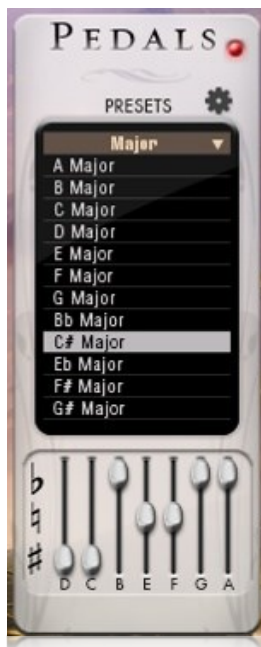 PEDALS
PRESETS
Major
A Major
B Major
C Major
D Major
E Major
F Major
G Major
Bb Major
C# Major
Eb Major
F# Major
G# Major
♭
♮
♯
D C B E F G A